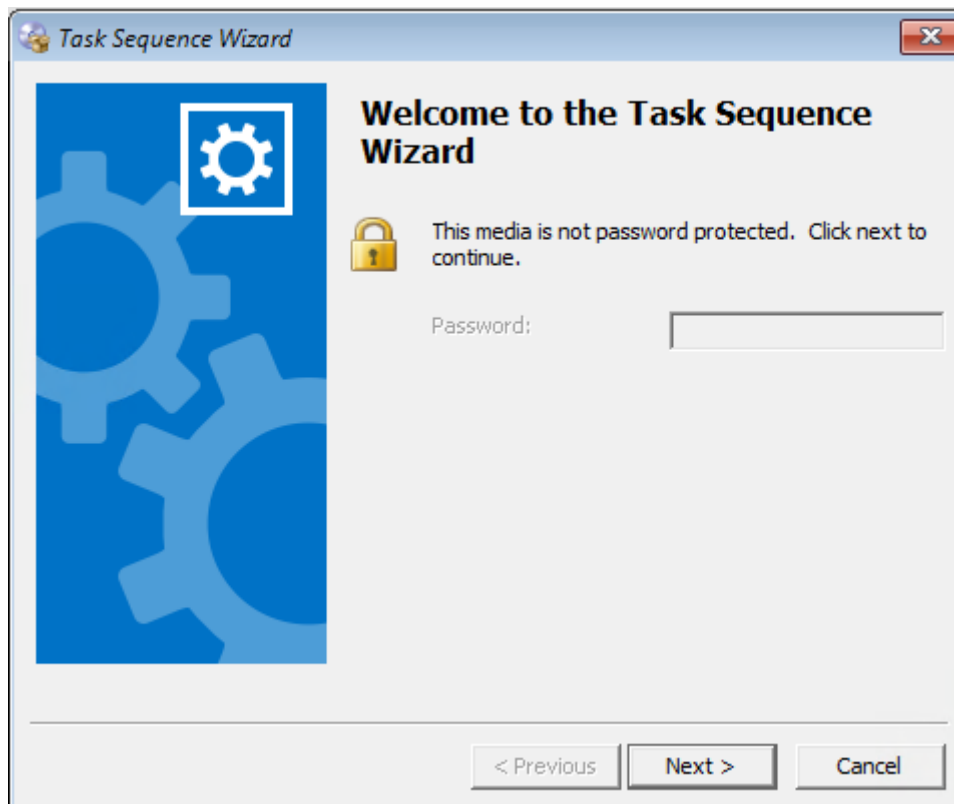 Task Sequence Wizard
Welcome to the Task Sequence
Wizard
This media is not password protected.  Click next to
continue.
Password:
< Previous
Next >
Cancel